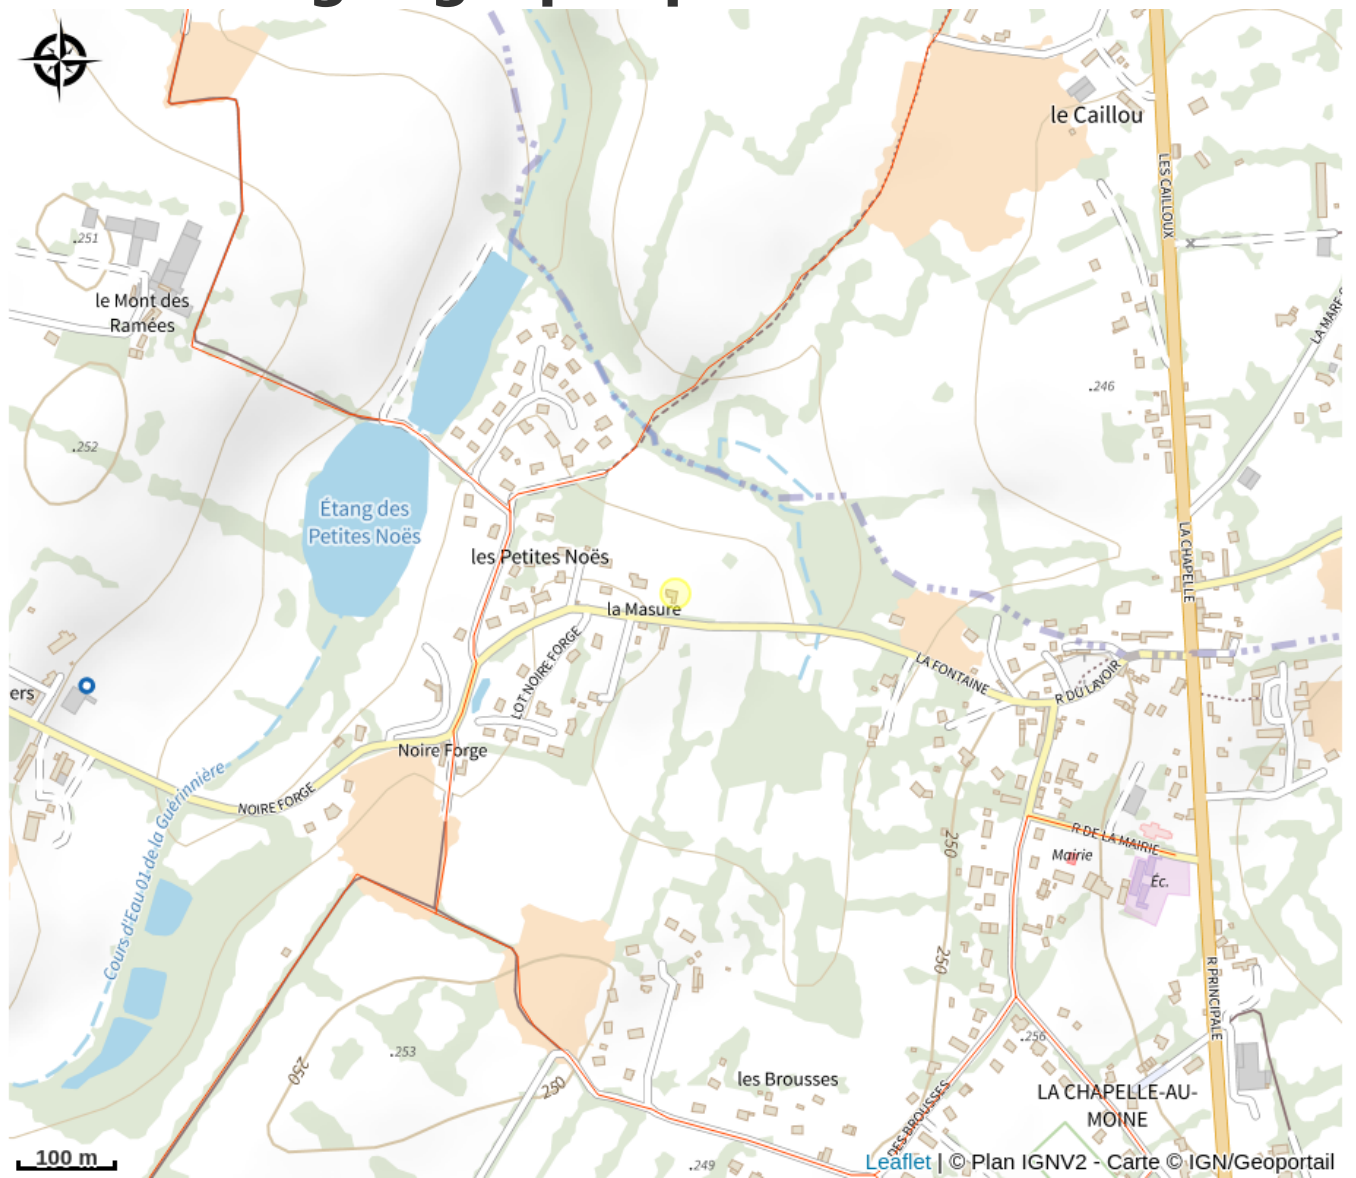 le Caillou
LES CAILLOUX
.251
le Mont des
Ramées
LA MARE
.246
.252
Étang des
Petites Noës
LA CHAPELLE
les Petites Noës
la Masure
LOT NOIRE FORGE
LA FONTAINE
R DU LAVOIR
ers
Noire Forge
NOIRE FORGE
Cours d'Eau 01 de la Guérinnière
R DE LA MAIRIE
Mairie
Éc.
250
250
R PRINCIPALE
.253
.256
250
250
les Brousses
LA CHAPELLE-AU-
MOINE
DES BROUSSES
.249
100 m
Leaflet | © Plan IGNV2 - Carte © IGN/Geoportail